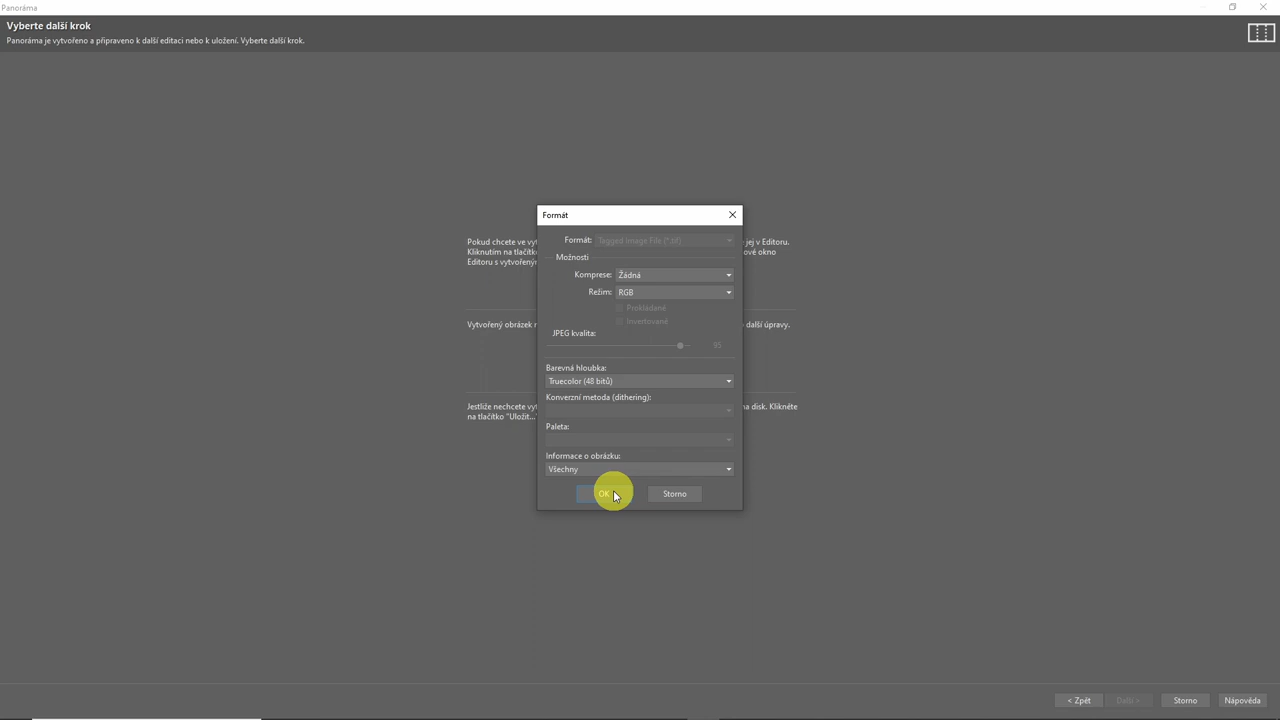 Panoráma
Vyberte další krok
Panoráma je vytvořeno a připraveno k další editaci nebo k uložení. Vyberte další krok.
Pokud chcete ve
jej v Editoru.
Kliknutím na tlačítk
ové okno
Editoru s vytvořený
Vytvořený obrázek
další úpravy.
Jestliže nechcete
na disk. Klikněte
na tlačítko "Uložit..."
Formát
Formát: Tagged Image File (*.tif)
Možnosti
Komprese: Žádná
Režim: RGB
Prokládané
Invertované
JPEG kvalita:
95
Barevná hloubka:
Truecolor (48 bitů)
Konverzní metoda (dithering):
Paleta:
Informace o obrázku:
Všechny
OK
Storno
< Zpět
Další >
Storno
Nápověda